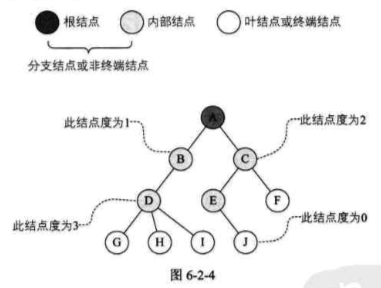 根结点 内部结点 叶结点或终端结点
分支结点或非终端结点
此结点度为1 A 此结点度为2
B C
此结点度为3 D E F
G H I J 此结点度为0
图 6-2-4